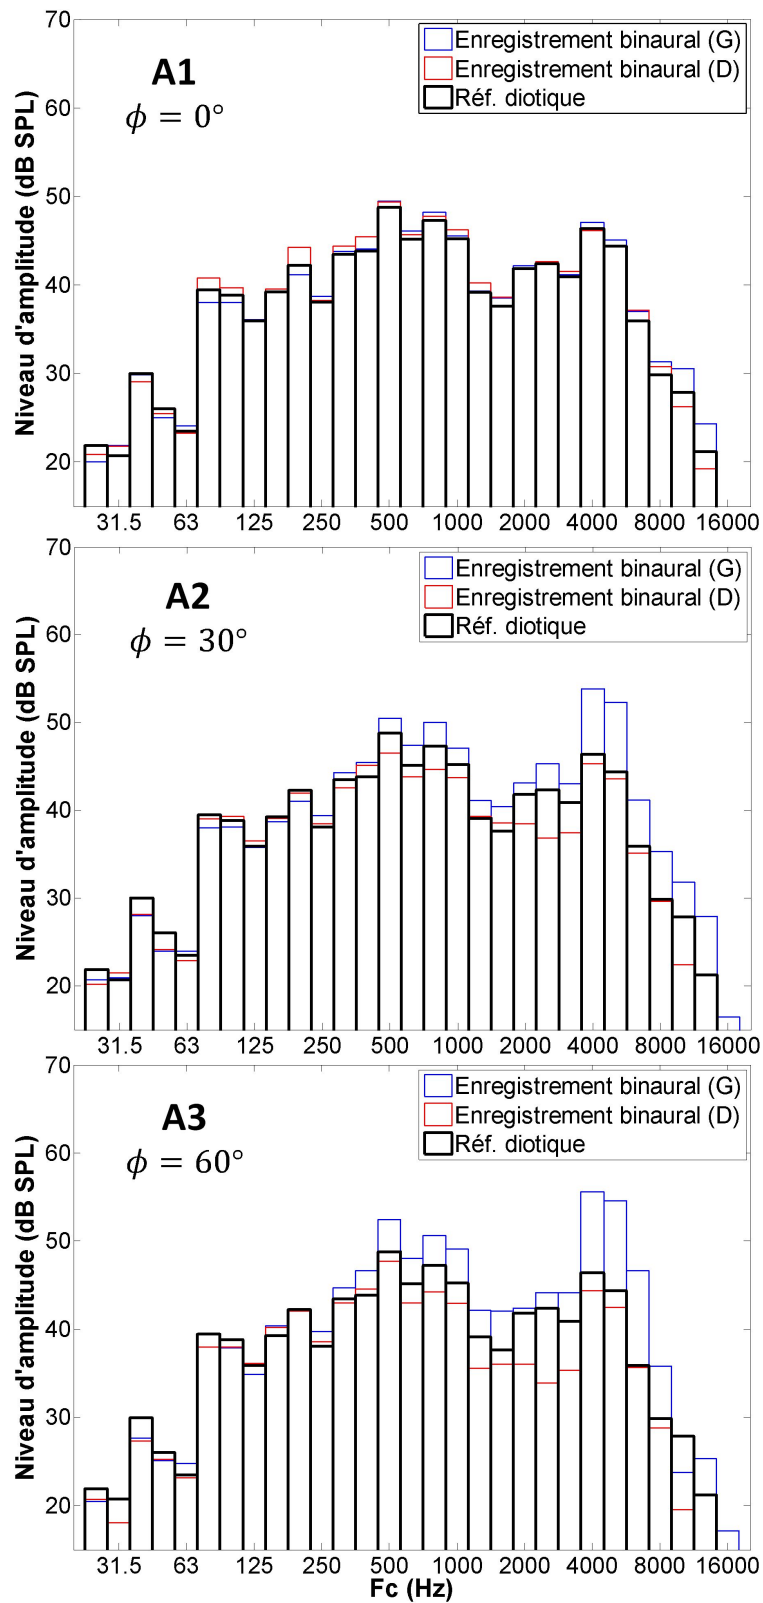 70
60
50
40
30
20
Niveau d'amplitude (dB SPL)
A1
ϕ = 0°
Enregistrement binaural (G)
Enregistrement binaural (D)
Réf. diotique
31.5 63 125 250 500 1000 2000 4000 8000 16000
70
60
50
40
30
20
Niveau d'amplitude (dB SPL)
A2
ϕ = 30°
Enregistrement binaural (G)
Enregistrement binaural (D)
Réf. diotique
31.5 63 125 250 500 1000 2000 4000 8000 16000
70
60
50
40
30
20
Niveau d'amplitude (dB SPL)
A3
ϕ = 60°
Enregistrement binaural (G)
Enregistrement binaural (D)
Réf. diotique
31.5 63 125 250 500 1000 2000 4000 8000 16000
Fc (Hz)